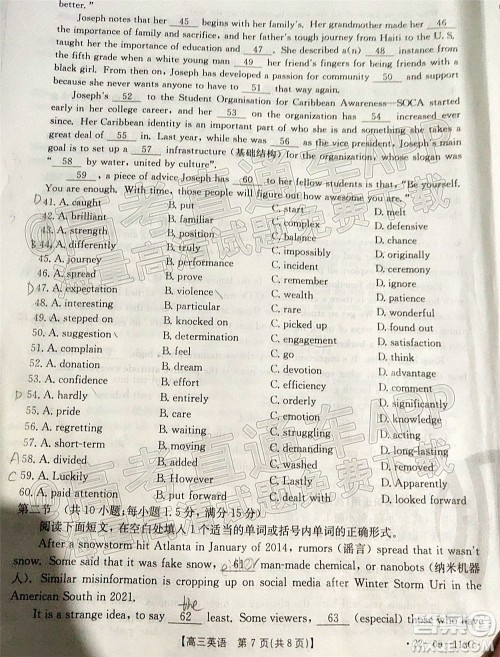 better."
Joseph notes that her 45 begins with her family's. Her grandmother made her 46
the importance of family and sacrifice, and her father's tough journey from Haiti to the U. S.
taught her the importance of education and 47 . She described a(n) 48 instance from
the fifth grade when a white young man 49 her friend's fingers for being friends with a
black girl. From then on, Joseph has developed a passion for community 50 and support
because she never wants anyone to have to 51 that way again.
Joseph's 52 to the Student Organisation for Caribbean Awareness—SOCA started
early in her college career, and her 53 on the organization has 54 increased ever
since. Her Caribbean identity is an important part of who she is and something she takes a
great deal of 55 in. Last year, while she was 56 as the vice president, Joseph's main
goal is to set up a 57 infrastructure (基础结构) for the organization, whose slogan was
" 58 by water, united by culture".
59 , a piece of advice Joseph has 60 to her fellow students is that, "Be yourself.
You are enough. With time, those people will figure out how awesome you are."
D 41. A. caught B. put C. start D. melt
42. A. brilliant B. familiar C. complex D. defensive
43. A. strength B. position C. balance D. chance
44. A. differently B. truly C. simply D. partly
45. A. journey B. performance C. incident D. remember
46. A. spread B. prove C. ignore
D 47. A. expectation B. violence C. wealth D. patience
48. A. interesting B. particular C. rare D. wonderful
49. A. stepped on B. knocked on C. picked up D. found out
50. A. suggestion B. determination C. engagement D. satisfaction
51. A. complain B. feel C. go D. think
52. A. default B. dream D. affection
53. A. confidence B. effort D. comment
D 54. A. hardly B. entirely C. orderly D. significantly
55. A. pride B. care C. emotion D. knowledge
56. A. regretting B. waiting C. struggling D. acting
57. A. short-term B. moving C. demanding D. long-lasting
A 58. A. divided B. added C. washed D. removed
C 59. A. Luckily B. However C. Gladly D. Apparently
60. A. paid attention B. put forward C. dealt with D. looked forward
第二节 (共10小题;每小题1.5分,满分15分)
阅读下面短文,在空白处填入1个适当的单词或括号内单词的正确形式。
After a snowstorm hit Atlanta in January of 2014, rumors (谣言) spread that it wasn't
snow. Some said that it was fake snow, 61 man-made chemical, or nanobots (纳米机器
人). Similar misinformation is cropping up on social media after Winter Storm Uri in the
American South in 2021.
the
It is a strange idea, to say 62 least. Some viewers, 63 (especial) those who have
【高三英语 第7页(共8页)】